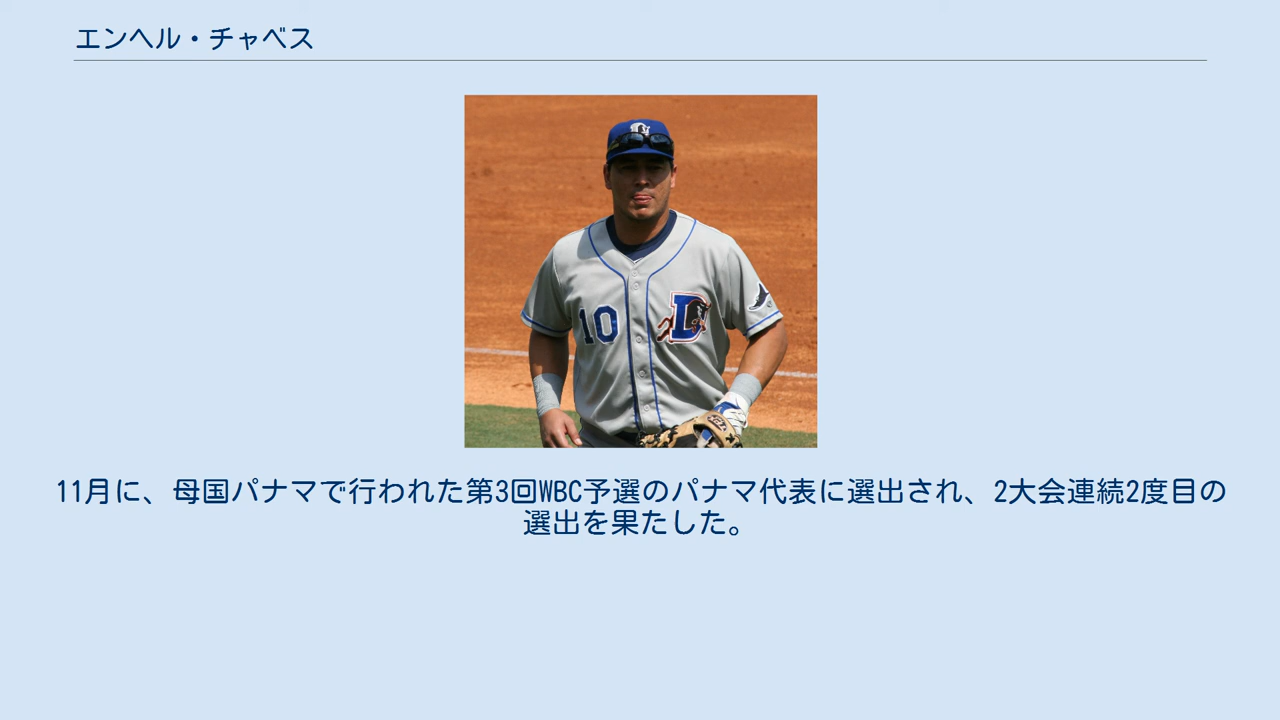 エンヘル・チャベス
10
D
11月に、母国パナマで行われた第3回WBC予選のパナマ代表に選出され、2大会連続2度目の
選出を果たした。